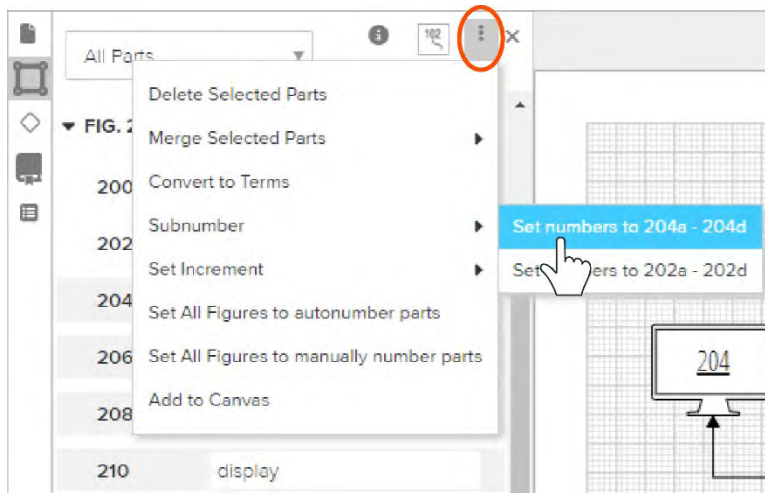 All Parts
102
Delete Selected Parts
FIG. 2
Merge Selected Parts
200
Convert to Terms
Subnumber
Set numbers to 204a - 204d
202
Set Increment
to 202a - 202d
204
Set All Figures to autonumber parts
206
Set All Figures to manually number parts
204
208
Add to Canvas
210
display